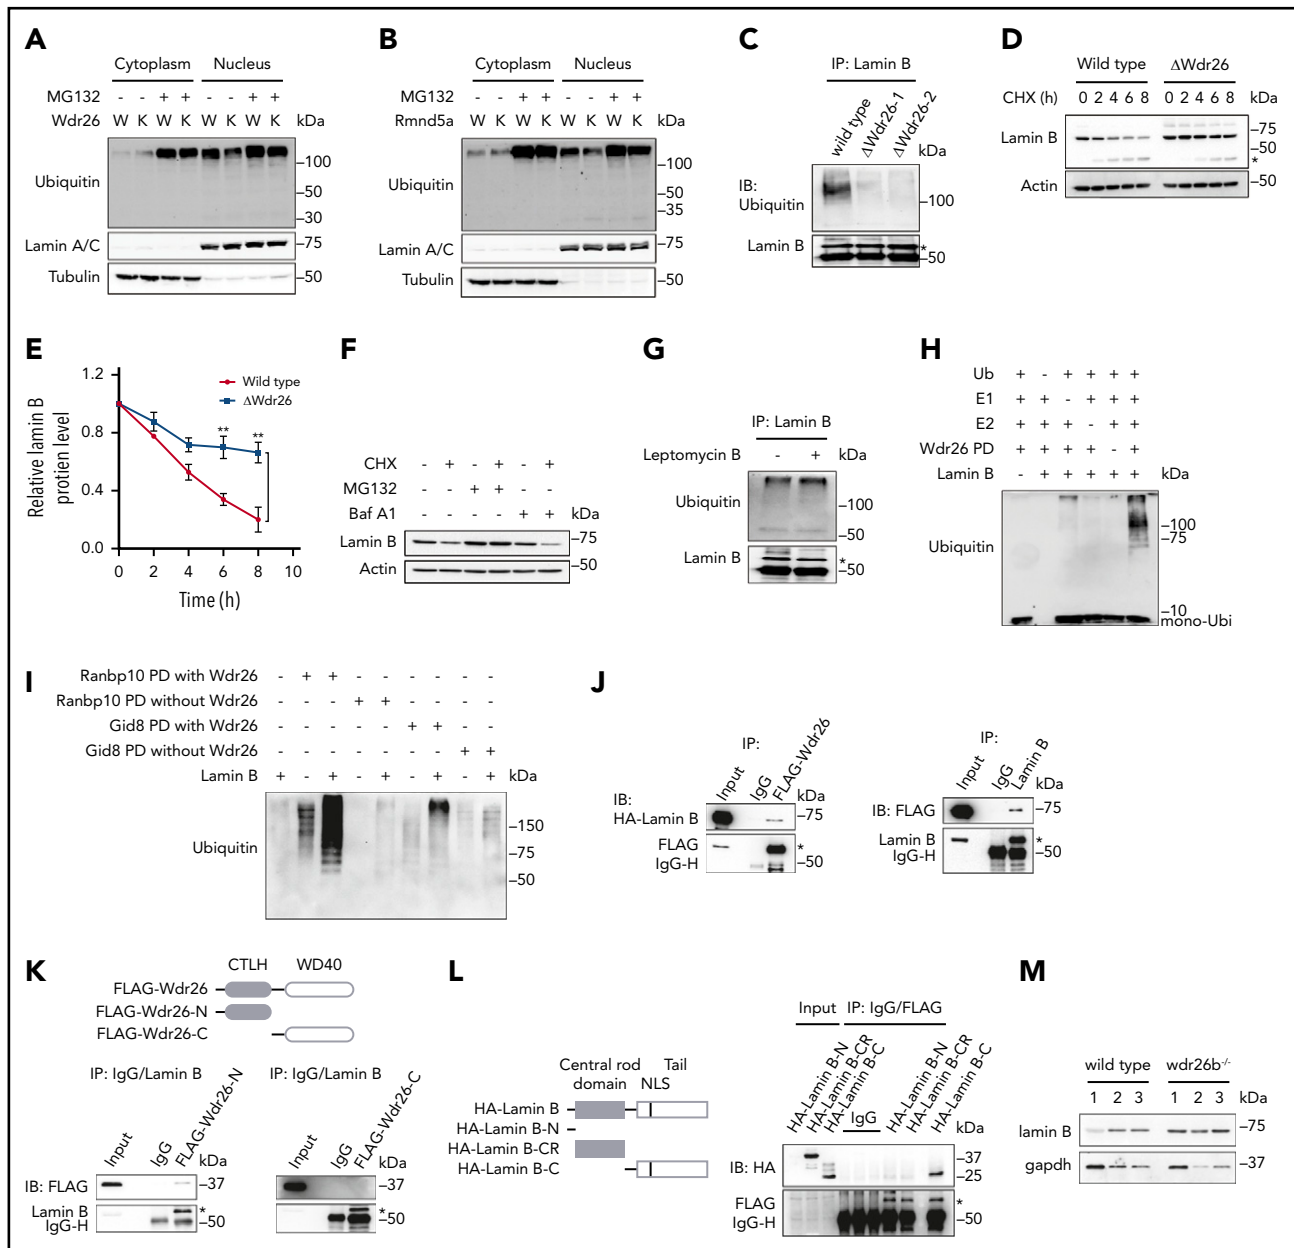 A
Cytoplasm Nucleus
MG132 - - + + - - + +
Wdr26 W K W K W K W K kDa
Ubiquitin
–100
–50
–30
Lamin A/C –75
Tubulin –50
B
Cytoplasm Nucleus
MG132 - - + + - - + +
Rmnd5a W K W K W K W K kDa
Ubiquitin
–100
–50
–35
Lamin A/C –75
Tubulin –50
C
IP: Lamin B
wild type ΔWdr26-1 ΔWdr26-2 kDa
IB:
Ubiquitin –100
Lamin B *
–50
D
Wild type ΔWdr26
CHX (h) 0 2 4 6 8 0 2 4 6 8 kDa
Lamin B –75
–50
*
Actin –50
E
Relative lamin B
protien level
1.2
0.8
0.4
0.0
Wild type
ΔWdr26
** **
0 2 4 6 8 10
Time (h)
F
CHX - + - + - +
MG132 - - + + - -
Baf A1 - - - - + + kDa
Lamin B –75
Actin –50
G
IP: Lamin B
Leptomycin B - + kDa
Ubiquitin –100
–50
Lamin B *
–50
H
Ub + - + + + +
E1 + + - + + +
E2 + + + - + +
Wdr26 PD + + + + - +
Lamin B - + + + + + kDa
Ubiquitin
–100
–75
–10
mono-Ubi
I
Ranbp10 PD with Wdr26 - + + - - - - - -
Ranbp10 PD without Wdr26 - - - + + - - - -
Gid8 PD with Wdr26 - - - - - + + - -
Gid8 PD without Wdr26 - - - - - - - + +
Lamin B + - + - + - + - + kDa
Ubiquitin
–150
–75
–50
J
IP:
Input IgG FLAG-Wdr26
IB: kDa
HA-Lamin B –75
FLAG *
IgG-H –50
IP:
Input IgG Lamin B
kDa
IB: FLAG –75
Lamin B *
IgG-H –50
K
CTLH WD40
FLAG-Wdr26
FLAG-Wdr26-N
FLAG-Wdr26-C
IP: IgG/Lamin B
Input IgG FLAG-Wdr26-N
kDa
IB: FLAG –37
Lamin B *
IgG-H –50
IP: IgG/Lamin B
Input IgG FLAG-Wdr26-C
kDa
–37
*
–50
L
Central rod Tail
domain NLS
HA-Lamin B
HA-Lamin B-N
HA-Lamin B-CR
HA-Lamin B-C
Input IP: IgG/FLAG
HA-Lamin B-N HA-Lamin B-CR HA-Lamin B-C IgG HA-Lamin B-N HA-Lamin B-CR HA-Lamin B-C
kDa
IB: HA –37
–25
FLAG *
IgG-H –50
M
wild type wdr26b-/-
1 2 3 1 2 3 kDa
lamin B –75
gapdh –37